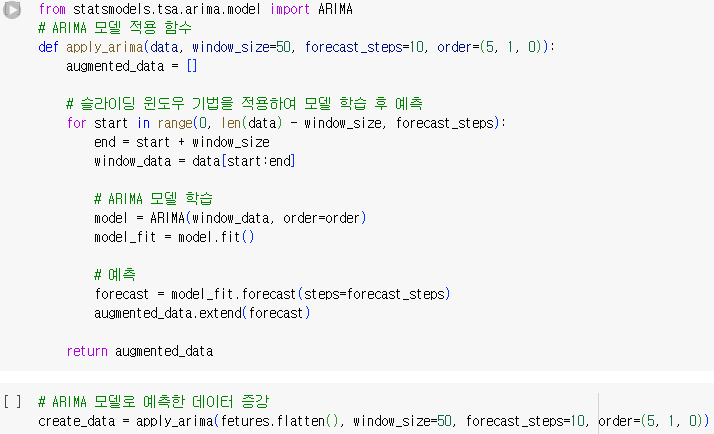 from statsmodels.tsa.arima.model import ARIMA
# ARIMA 모델 적용 함수
def apply_arima(data, window_size=50, forecast_steps=10, order=(5, 1, 0)):
    augmented_data = []

    # 슬라이딩 윈도우 기법을 적용하여 모델 학습 후 예측
    for start in range(0, len(data) - window_size, forecast_steps):
        end = start + window_size
        window_data = data[start:end]

        # ARIMA 모델 학습
        model = ARIMA(window_data, order=order)
        model_fit = model.fit()

        # 예측
        forecast = model_fit.forecast(steps=forecast_steps)
        augmented_data.extend(forecast)

    return augmented_data

[ ] # ARIMA 모델로 예측한 데이터 증강
create_data = apply_arima(fetures.flatten(), window_size=50, forecast_steps=10, order=(5, 1, 0))